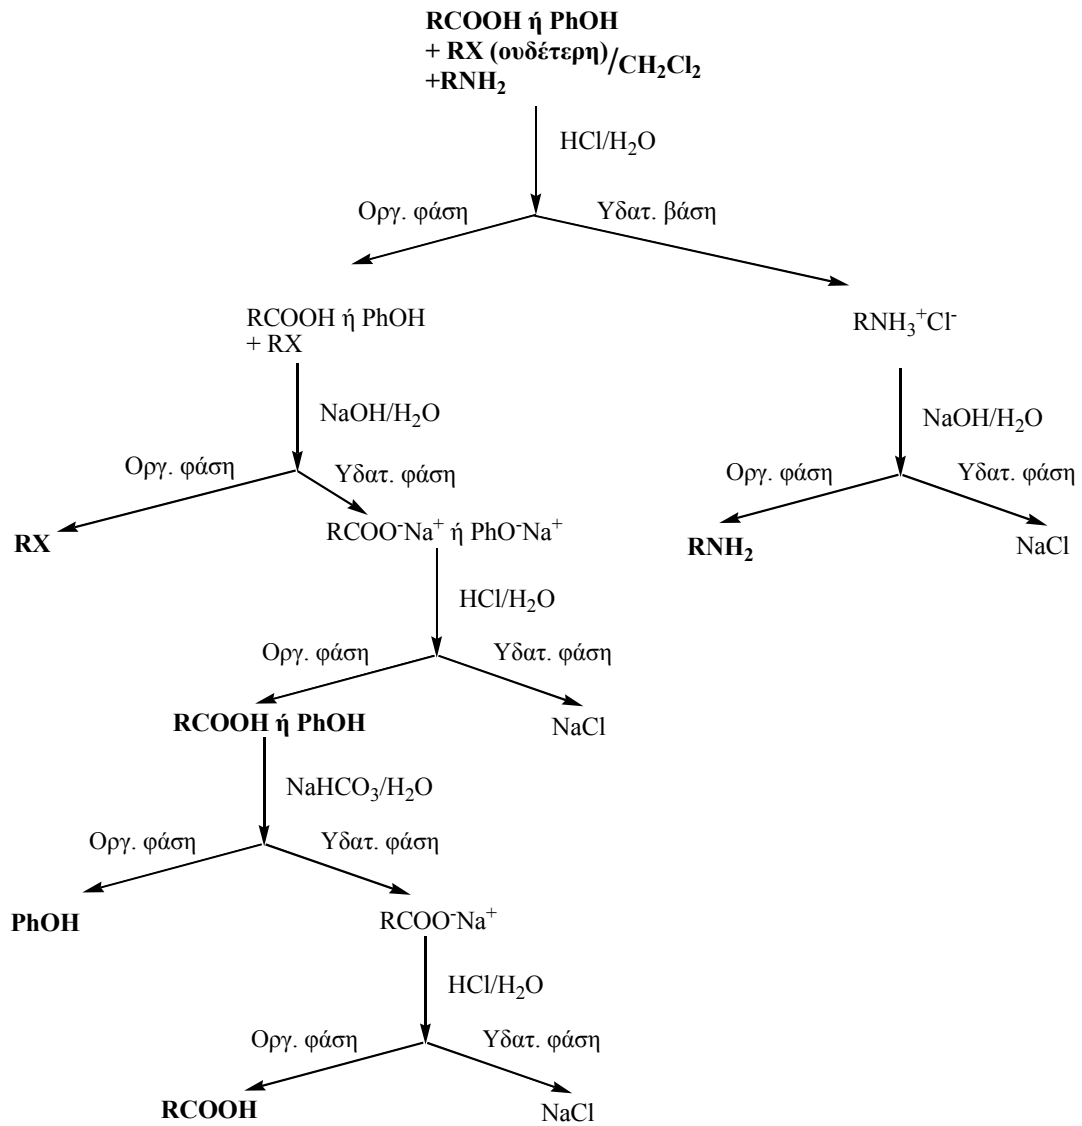 RCOOH ή PhOH
+ RX (ουδέτερη)/CH₂Cl₂
+RNH₂
HCl/H₂O
Οργ. φάση
Υδατ. βάση
RCOOH ή PhOH
+ RX
RNH₃⁺Cl⁻
NaOH/H₂O
NaOH/H₂O
Οργ. φάση
Υδατ. φάση
Οργ. φάση
Υδατ. φάση
RX
RCOO⁻Na⁺ ή PhO⁻Na⁺
RNH₂
NaCl
HCl/H₂O
Οργ. φάση
Υδατ. φάση
RCOOH ή PhOH
NaCl
NaHCO₃/H₂O
Οργ. φάση
Υδατ. φάση
PhOH
RCOO⁻Na⁺
HCl/H₂O
Οργ. φάση
Υδατ. φάση
RCOOH
NaCl